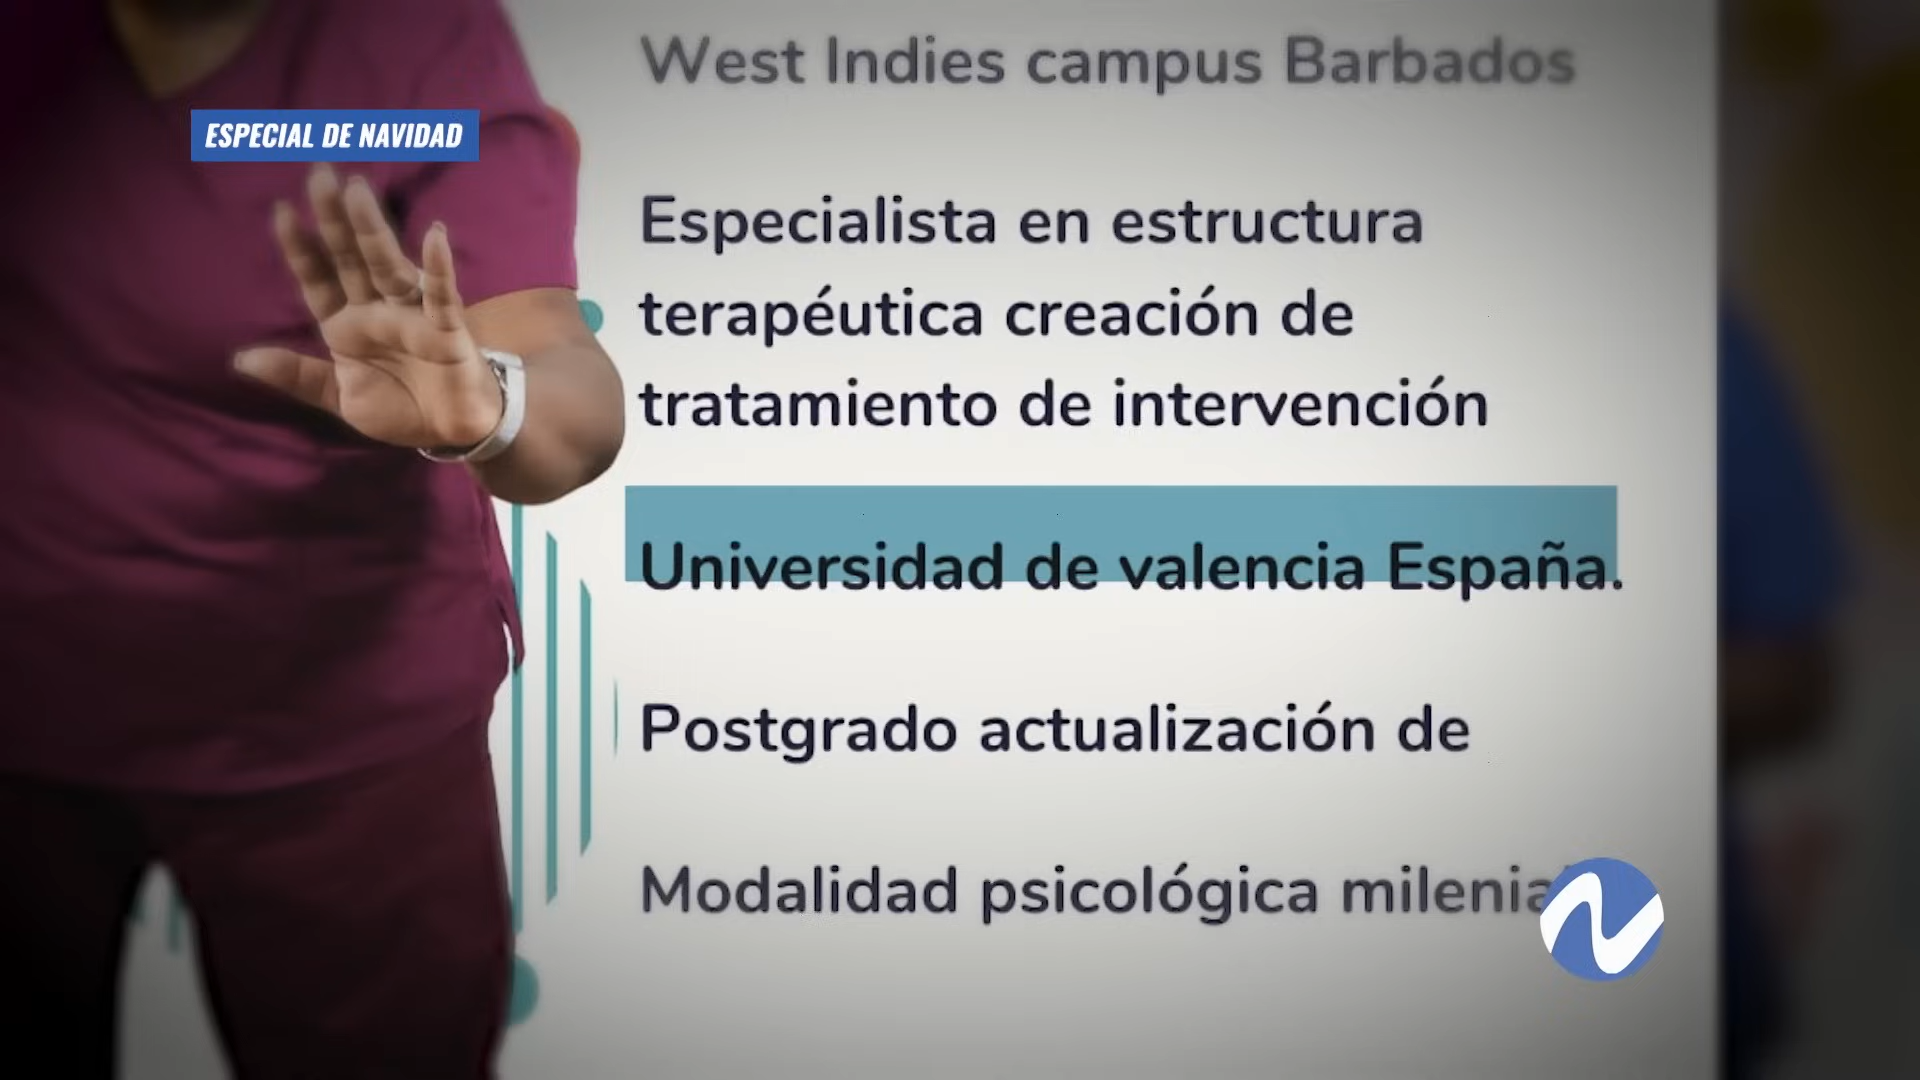 West Indies campus Barbados
ESPECIAL DE NAVIDAD
Especialista en estructura
terapéutica creación de
tratamiento de intervención
Universidad de valencia España.
Postgrado actualización de
Modalidad psicológica